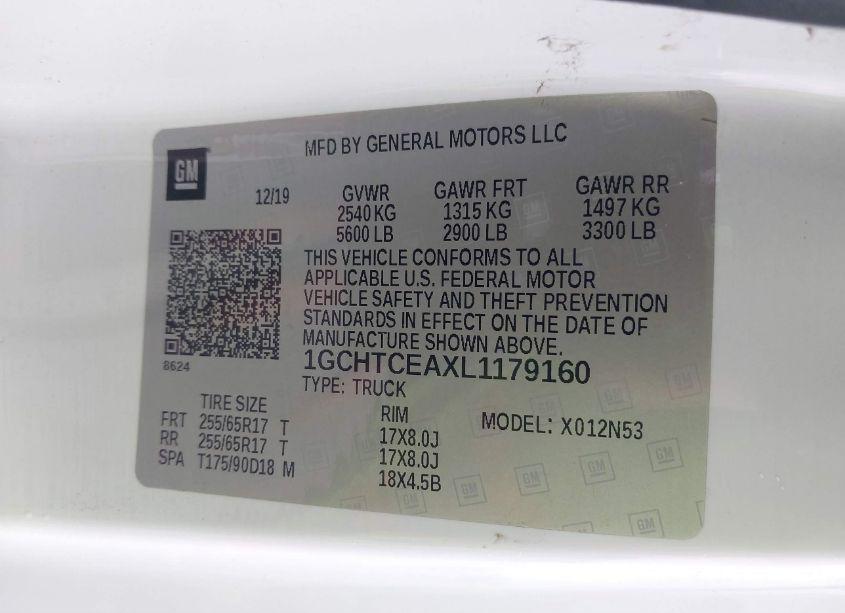 MFD BY GENERAL MOTORS LLC
GM
12/19
GVWR GAWR FRT GAWR RR
2540 KG 1315 KG 1497 KG
5600 LB 2900 LB 3300 LB
THIS VEHICLE CONFORMS TO ALL
APPLICABLE U.S. FEDERAL MOTOR
VEHICLE SAFETY AND THEFT PREVENTION
STANDARDS IN EFFECT ON THE DATE OF
MANUFACTURE SHOWN ABOVE.
8624
1GCHTCEAXL1179160
TYPE: TRUCK
TIRE SIZE RIM
FRT 255/65R17 T 17X8.0J
RR 255/65R17 T 17X8.0J
SPA T175/90D18 M 18X4.5B
MODEL: X012N53